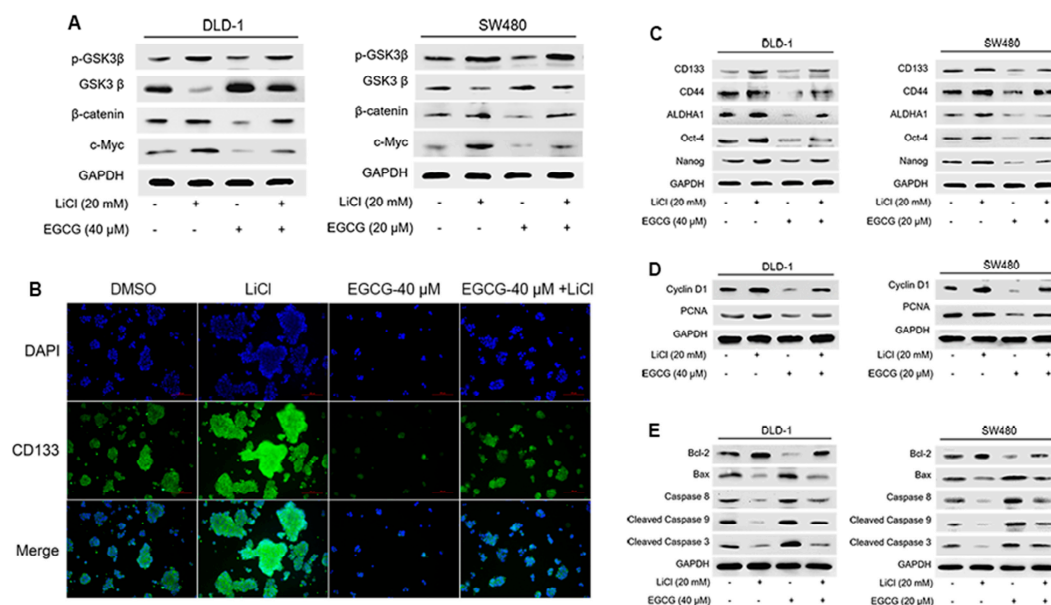 A
DLD-1
p-GSK3β
GSK3 β
β-catenin
c-Myc
GAPDH
LiCl (20 mM) - + - +
EGCG (40 μM) - - + +
SW480
p-GSK3β
GSK3 β
β-catenin
c-Myc
GAPDH
LiCl (20 mM) - + - +
EGCG (20 μM) - - + +
B
DMSO LiCl EGCG-40 μM EGCG-40 μM +LiCl
DAPI
CD133
Merge
C
DLD-1
CD133
CD44
ALDHA1
Oct-4
Nanog
GAPDH
LiCl (20 mM) - + - +
EGCG (40 μM) - - + +
SW480
CD133
CD44
ALDHA1
Oct-4
Nanog
GAPDH
LiCl (20 mM) - + - +
EGCG (20 μM) - - + +
D
DLD-1
Cyclin D1
PCNA
GAPDH
LiCl (20 mM) - + - +
EGCG (40 μM) - - + +
SW480
Cyclin D1
PCNA
GAPDH
LiCl (20 mM) - + - +
EGCG (20 μM) - - + +
E
DLD-1
Bcl-2
Bax
Caspase 8
Cleaved Caspase 9
Cleaved Caspase 3
GAPDH
LiCl (20 mM) - + - +
EGCG (40 μM) - - + +
SW480
Bcl-2
Bax
Caspase 8
Cleaved Caspase 9
Cleaved Caspase 3
GAPDH
LiCl (20 mM) - + - +
EGCG (20 μM) - - + +